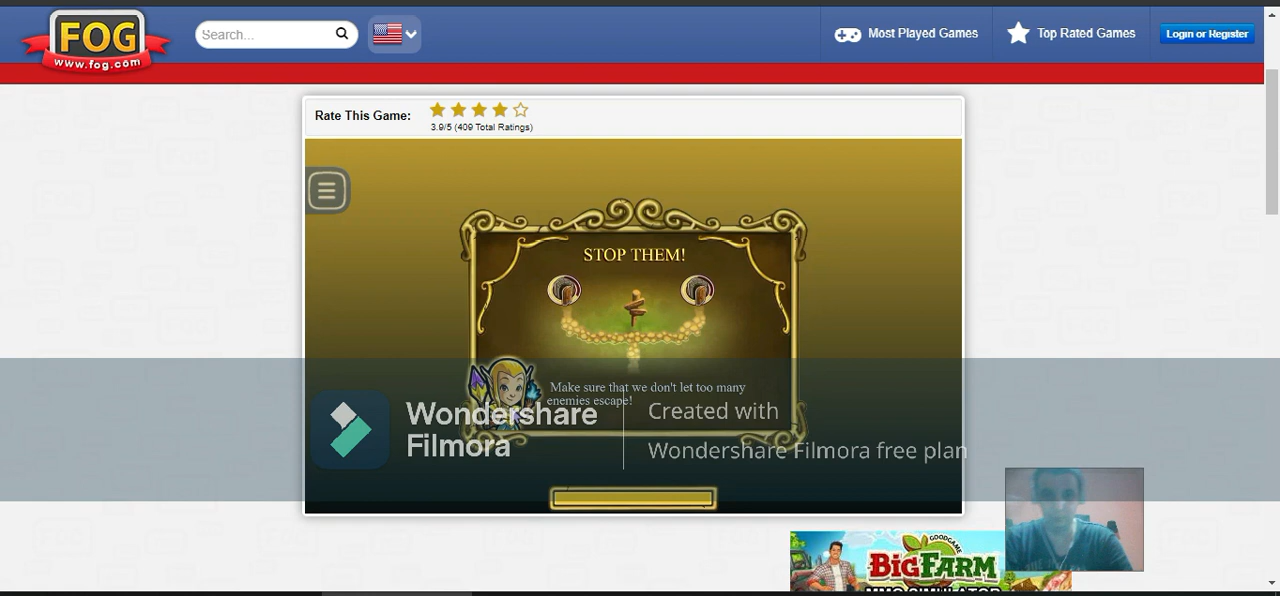 FOG
www.fog.com
Search...
Most Played Games
Top Rated Games
Login or Register
Rate This Game:
3.9/5 (409 Total Ratings)
STOP THEM!
Make sure that we don't let too many
enemies escape!
Wondershare
Filmora
Created with
Wondershare Filmora free plan
GOODGAME
BIGFARM